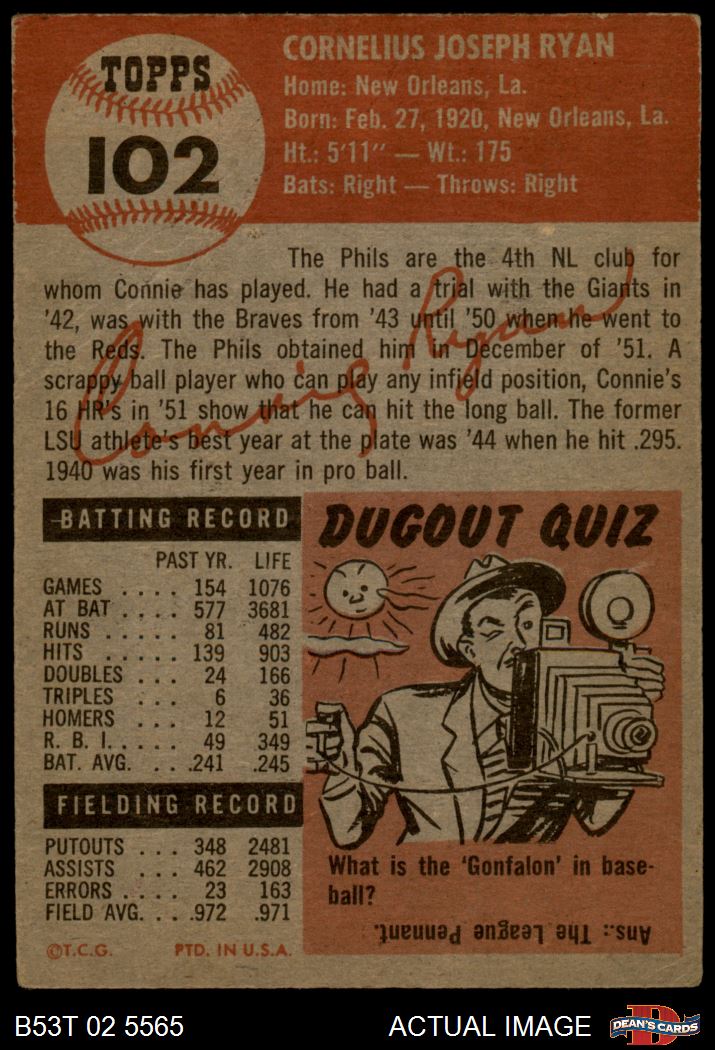 TOPPS
102
CORNELIUS JOSEPH RYAN
Home: New Orleans, La.
Born: Feb. 27, 1920, New Orleans, La.
Ht.: 5'11" — Wt.: 175
Bats: Right — Throws: Right
The Phils are the 4th NL club for
whom Connie has played. He had a trial with the Giants in
'42, was with the Braves from '43 until '50 when he went to
the Reds. The Phils obtained him in December of '51. A
scrappy ball player who can play any infield position, Connie's
16 HR's in '51 show that he can hit the long ball. The former
LSU athlete's best year at the plate was '44 when he hit .295.
1940 was his first year in pro ball.
Connie Ryan
BATTING RECORD
PAST YR. LIFE
GAMES . . . . 154 1076
AT BAT . . . . 577 3681
RUNS . . . . . 81 482
HITS . . . . . 139 903
DOUBLES . . . 24 166
TRIPLES . . . 6 36
HOMERS . . . 12 51
R. B. I. . . . . 49 349
BAT. AVG. . . .241 .245
FIELDING RECORD
PUTOUTS . . . 348 2481
ASSISTS . . . 462 2908
ERRORS . . . . 23 163
FIELD AVG. . . .972 .971
©T.C.G. PTD. IN U.S.A.
DUGOUT QUIZ
What is the 'Gonfalon' in base-
ball?
Ans.: The League Pennant.
B53T 02 5565 ACTUAL IMAGE
D
DEAN'S CARDS